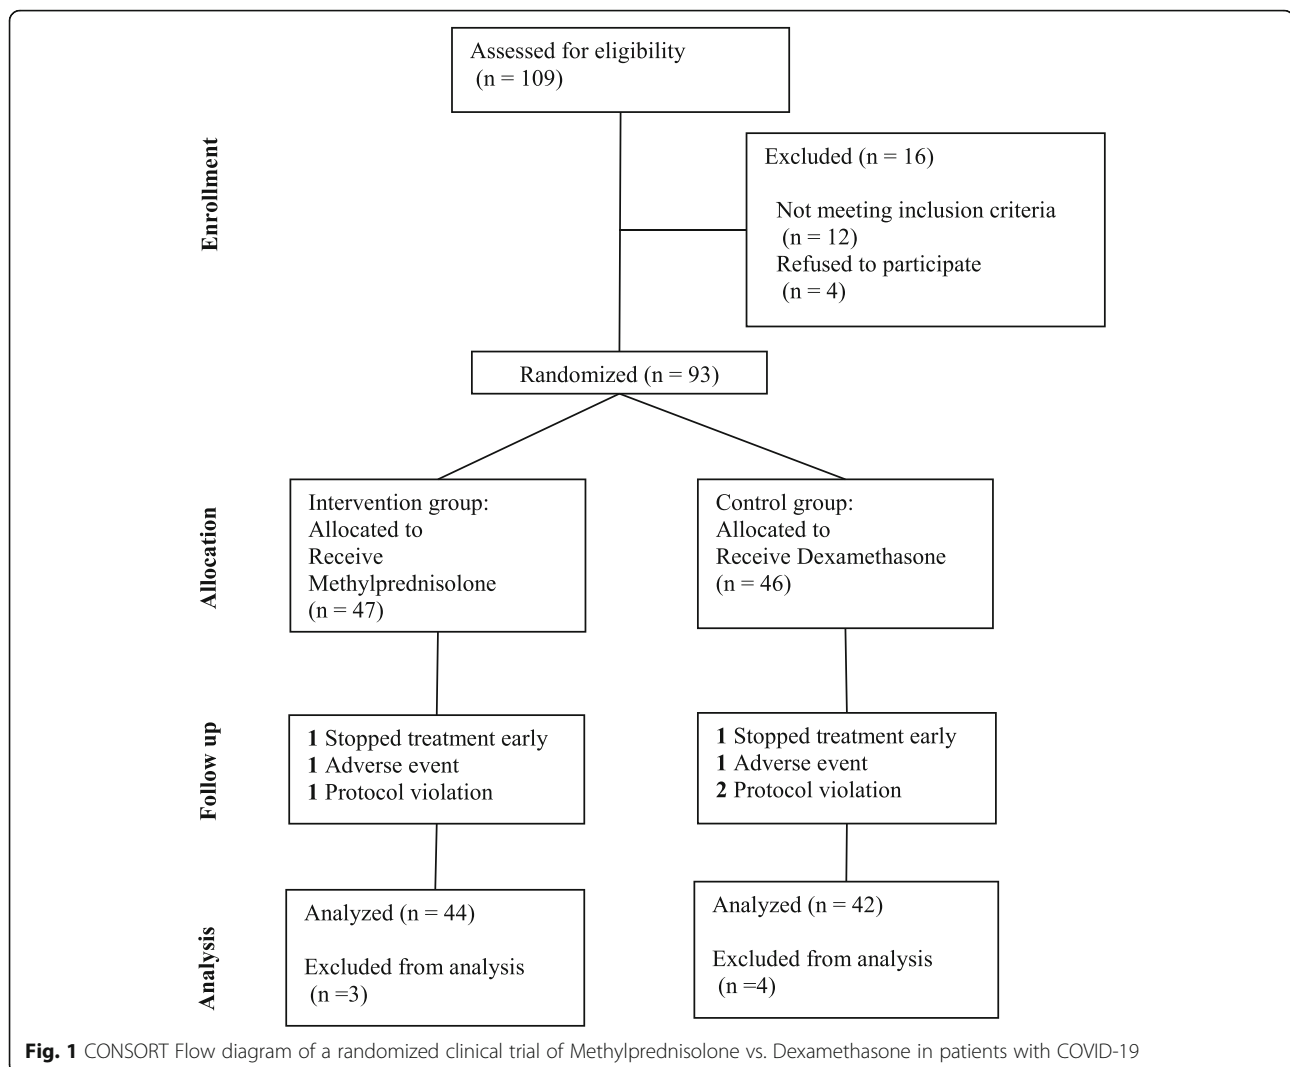 Assessed for eligibility
(n = 109)
Enrollment
Excluded (n = 16)
Not meeting inclusion criteria
(n = 12)
Refused to participate
(n = 4)
Randomized (n = 93)
Allocation
Intervention group:
Allocated to
Receive
Methylprednisolone
(n = 47)
Control group:
Allocated to
Receive Dexamethasone
(n = 46)
Follow up
1 Stopped treatment early
1 Adverse event
1 Protocol violation
1 Stopped treatment early
1 Adverse event
2 Protocol violation
Analysis
Analyzed (n = 44)
Excluded from analysis
(n =3)
Analyzed (n = 42)
Excluded from analysis
(n =4)
Fig. 1 CONSORT Flow diagram of a randomized clinical trial of Methylprednisolone vs. Dexamethasone in patients with COVID-19